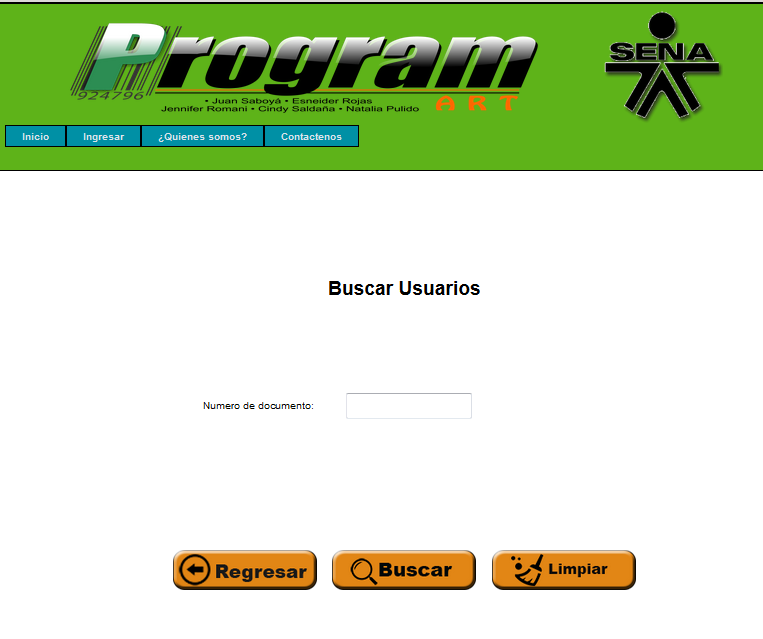 Program
SENA
924796
• Juan Saboyá • Esneider Rojas
Jennifer Romani • Cindy Saldaña • Natalia Pulido
ART
Inicio
Ingresar
¿Quienes somos?
Contactenos
Buscar Usuarios
Numero de documento:
Regresar
Buscar
Limpiar